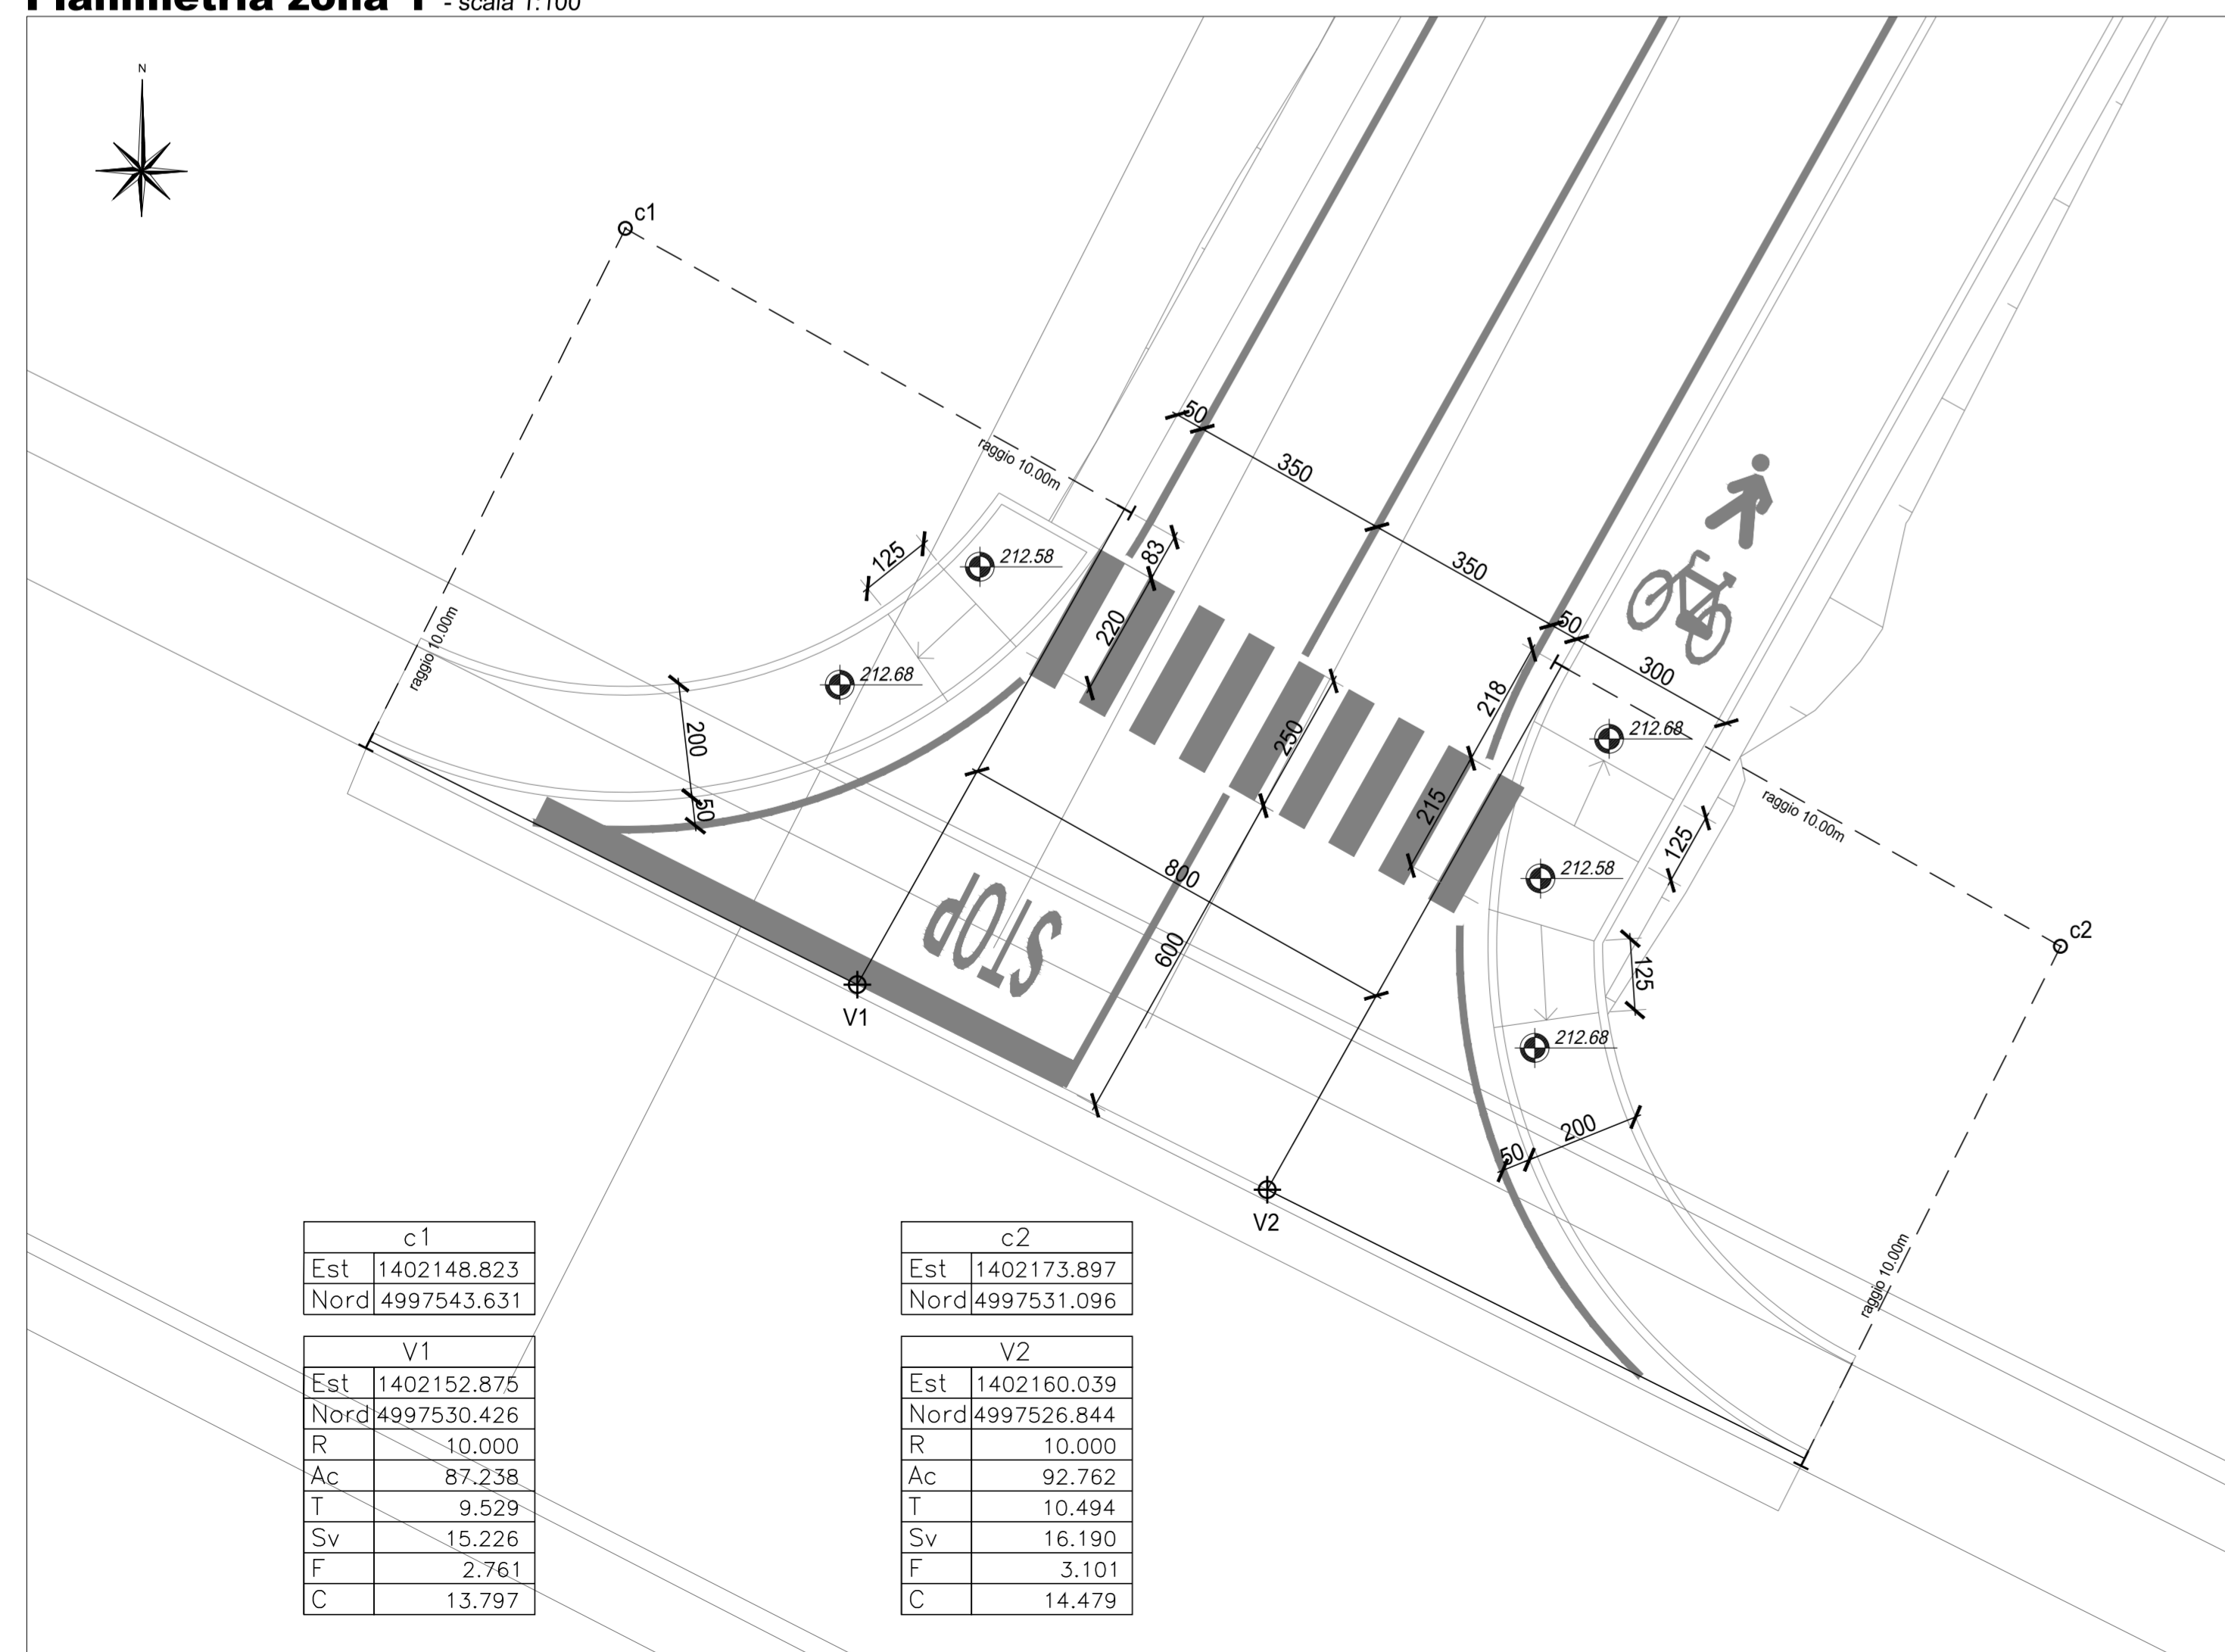 Planimetria zona 1 - scala 1:100
N
c1
raggio 10.00m
50
350
83
125
212.58
220
350
50
raggio 10.00m
212.68
218
300
200
250
212.68
50
215
raggio 10.00m
125
800
212.58
STOP
c2
600
125
V1
212.68
200
50
V2
raggio 10.00m
c1
Est 1402148.823
Nord 4997543.631
c2
Est 1402173.897
Nord 4997531.096
V1
Est 1402152.875
Nord 4997530.426
R 10.000
Ac 87.238
T 9.529
Sv 15.226
F 2.761
C 13.797
V2
Est 1402160.039
Nord 4997526.844
R 10.000
Ac 92.762
T 10.494
Sv 16.190
F 3.101
C 14.479